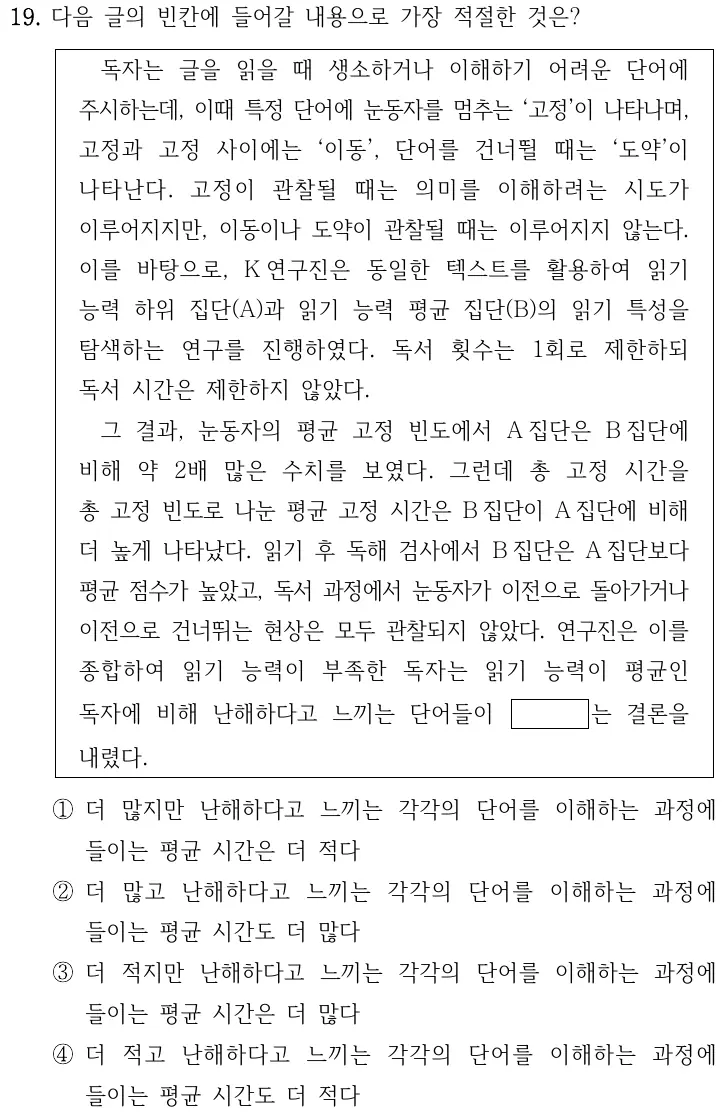 19. 다음 글의 빈칸에 들어갈 내용으로 가장 적절한 것은?
독자는 글을 읽을 때 생소하거나 이해하기 어려운 단어에
주시하는데, 이때 특정 단어에 눈동자를 멈추는 ‘고정’이 나타나며,
고정과 고정 사이에는 ‘이동’, 단어를 건너뛸 때는 ‘도약’이
나타난다. 고정이 관찰될 때는 의미를 이해하려는 시도가
이루어지지만, 이동이나 도약이 관찰될 때는 이루어지지 않는다.
이를 바탕으로, K연구진은 동일한 텍스트를 활용하여 읽기
능력 하위 집단(A)과 읽기 능력 평균 집단(B)의 읽기 특성을
탐색하는 연구를 진행하였다. 독서 횟수는 1회로 제한하되
독서 시간은 제한하지 않았다.
그 결과, 눈동자의 평균 고정 빈도에서 A집단은 B집단에
비해 약 2배 많은 수치를 보였다. 그런데 총 고정 시간을
총 고정 빈도로 나눈 평균 고정 시간은 B집단이 A집단에 비해
더 높게 나타났다. 읽기 후 독해 검사에서 B집단은 A집단보다
평균 점수가 높았고, 독서 과정에서 눈동자가 이전으로 돌아가거나
이전으로 건너뛰는 현상은 모두 관찰되지 않았다. 연구진은 이를
종합하여 읽기 능력이 부족한 독자는 읽기 능력이 평균인
독자에 비해 난해하다고 느끼는 단어들이 는 결론을
내렸다.
① 더 많지만 난해하다고 느끼는 각각의 단어를 이해하는 과정에
들이는 평균 시간은 더 적다
② 더 많고 난해하다고 느끼는 각각의 단어를 이해하는 과정에
들이는 평균 시간도 더 많다
③ 더 적지만 난해하다고 느끼는 각각의 단어를 이해하는 과정에
들이는 평균 시간은 더 많다
④ 더 적고 난해하다고 느끼는 각각의 단어를 이해하는 과정에
들이는 평균 시간도 더 적다